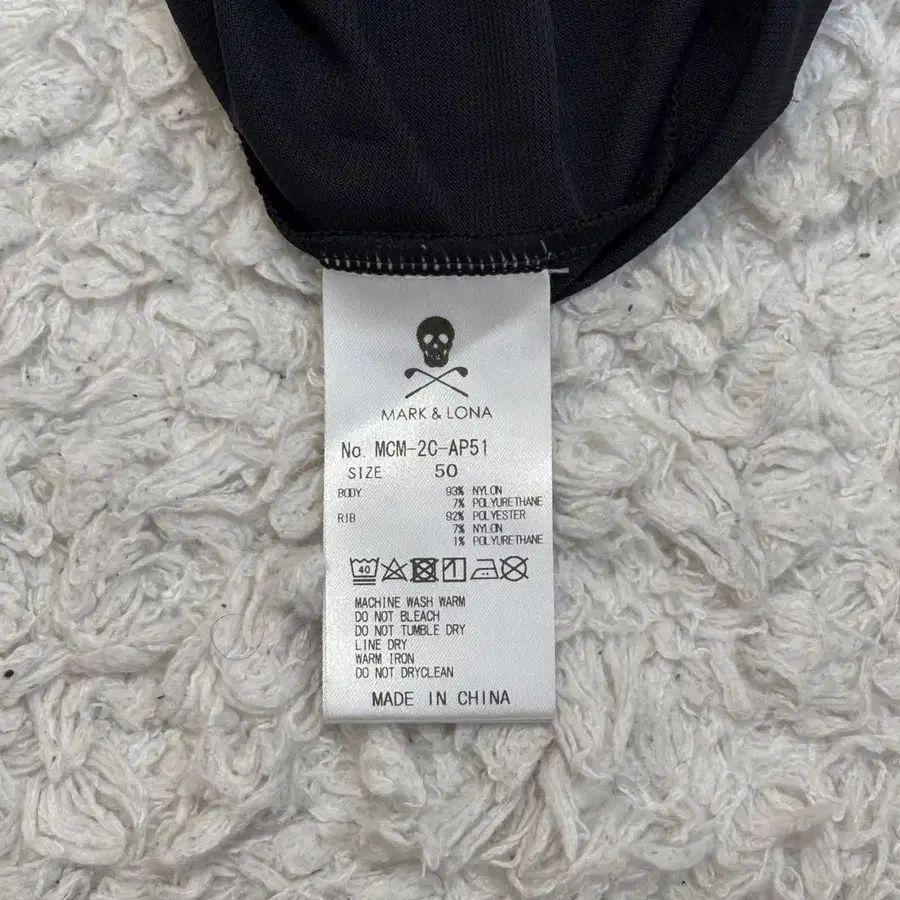 MARK & LONA
No. MCM-2C-AP51
SIZE 50
BODY 93% NYLON
7% POLYURETHANE
RIB 92% POLYESTER
7% NYLON
1% POLYURETHANE
40
MACHINE WASH WARM
DO NOT BLEACH
DO NOT TUMBLE DRY
LINE DRY
WARM IRON
DO NOT DRYCLEAN
MADE IN CHINA